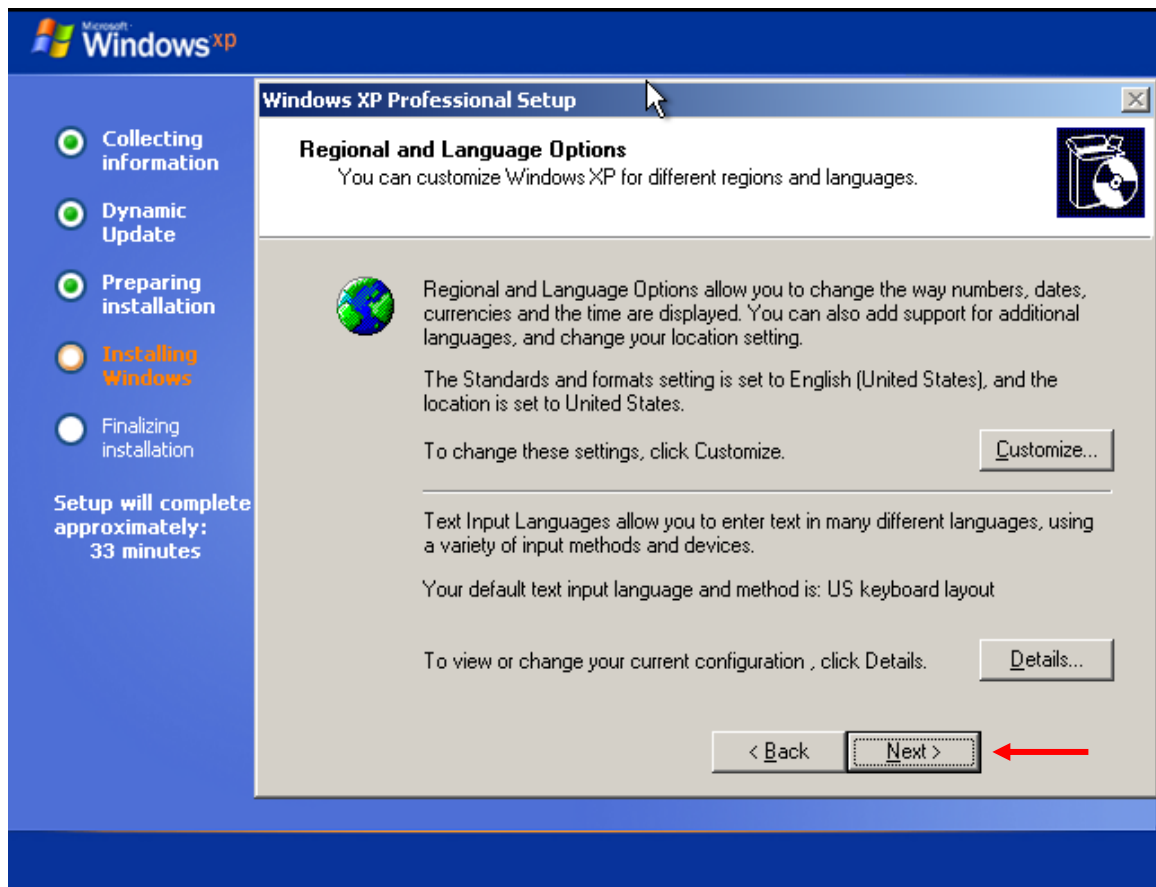 Microsoft
Windows xp
Collecting
information
Dynamic
Update
Preparing
installation
Installing
Windows
Finalizing
installation
Setup will complete
approximately:
33 minutes
Windows XP Professional Setup
Regional and Language Options
You can customize Windows XP for different regions and languages.
Regional and Language Options allow you to change the way numbers, dates,
currencies and the time are displayed. You can also add support for additional
languages, and change your location setting.
The Standards and formats setting is set to English (United States), and the
location is set to United States.
To change these settings, click Customize.
Customize...
Text Input Languages allow you to enter text in many different languages, using
a variety of input methods and devices.
Your default text input language and method is: US keyboard layout
To view or change your current configuration , click Details.
Details...
< Back
Next >